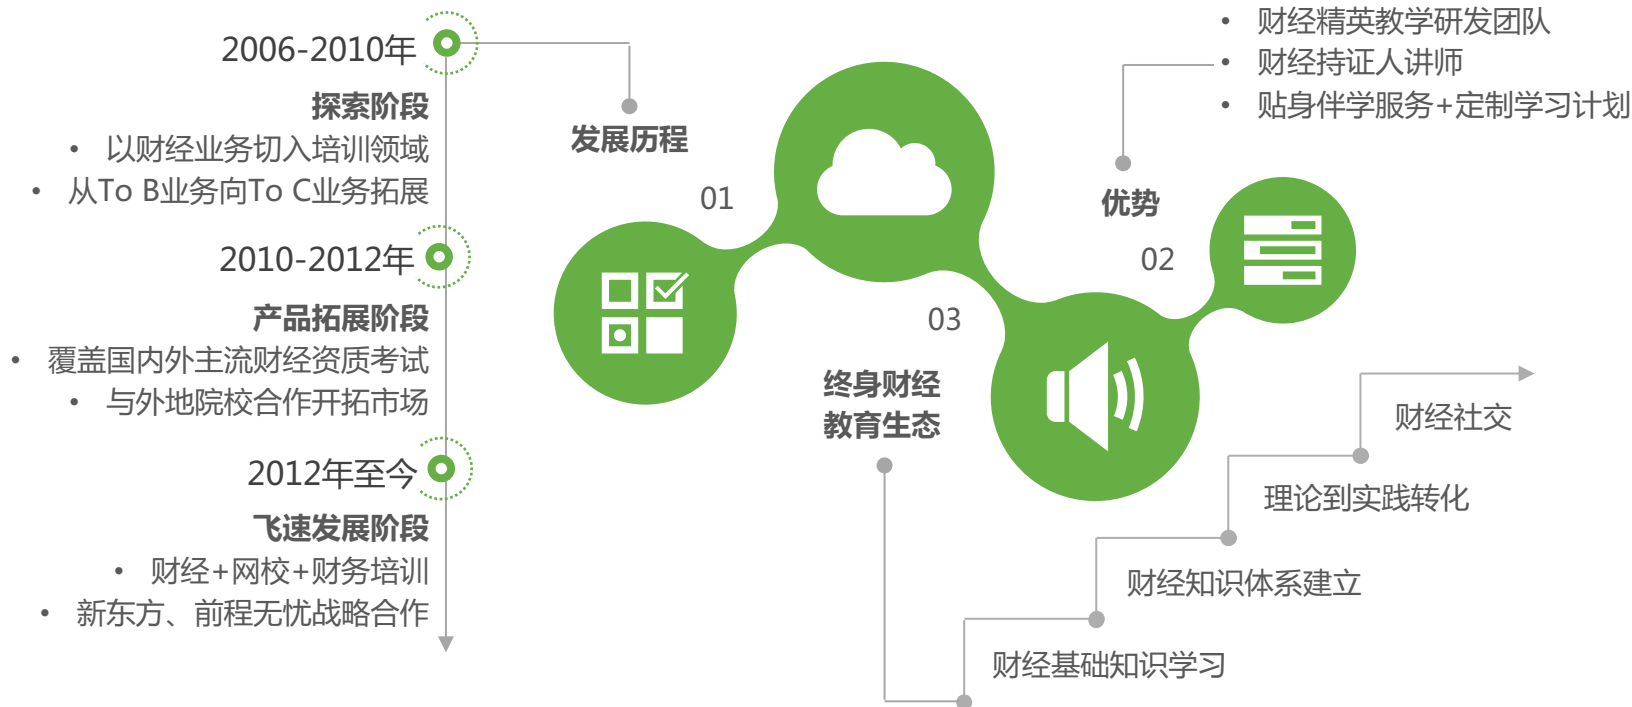 2006-2010年
探索阶段
• 以财经业务切入培训领域
• 从To B业务向To C业务拓展
2010-2012年
产品拓展阶段
• 覆盖国内外主流财经资质考试
• 与外地院校合作开拓市场
2012年至今
飞速发展阶段
• 财经+网校+财务培训
• 新东方、前程无忧战略合作
发展历程
01
• 财经精英教学研发团队
• 财经持证人讲师
• 贴身伴学服务+定制学习计划
优势
02
03
终身财经
教育生态
财经社交
理论到实践转化
财经知识体系建立
财经基础知识学习